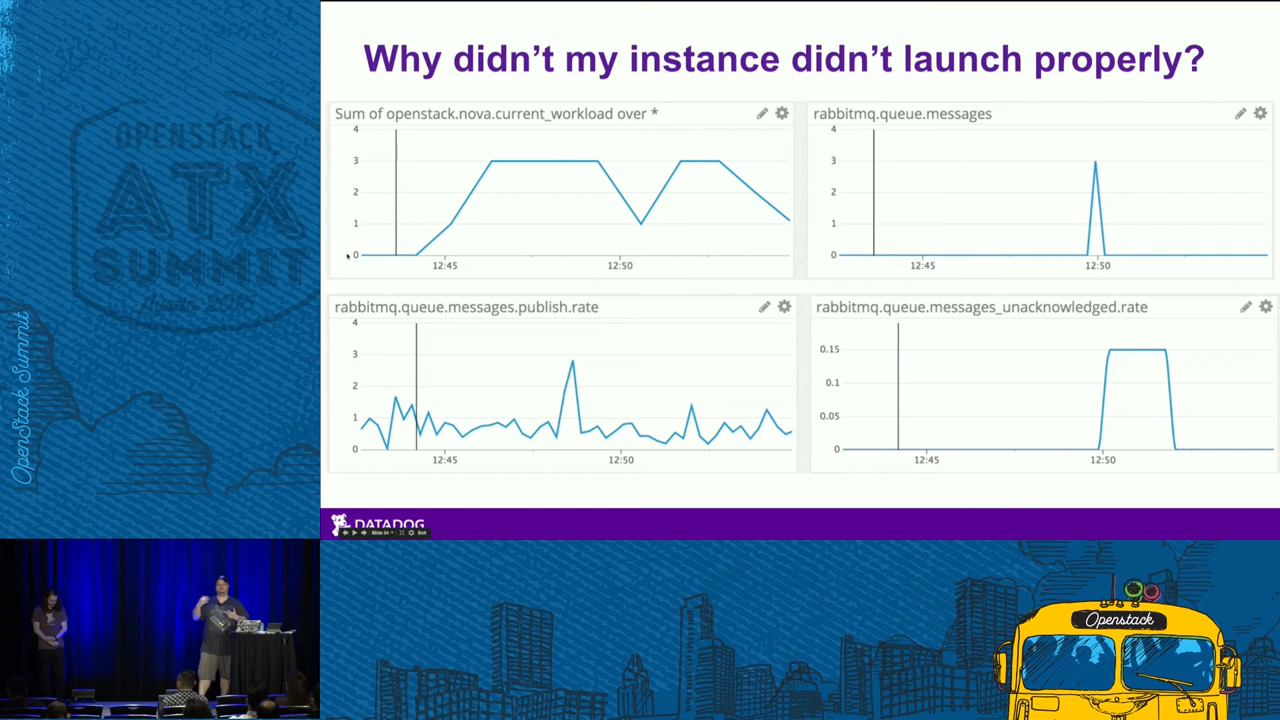 OPENSTACK
ATX
SUMMIT
Austin 2016
OpenStack Summit
Why didn’t my instance didn’t launch properly?
Sum of openstack.nova.current_workload over *
4
3
2
1
0
12:45
12:50
rabbitmq.queue.messages
4
3
2
1
0
12:45
12:50
rabbitmq.queue.messages.publish.rate
4
3
2
1
0
12:45
12:50
rabbitmq.queue.messages_unacknowledged.rate
0.15
0.1
0.05
0
12:45
12:50
DATADOG
Slide 24
Exit
Openstack